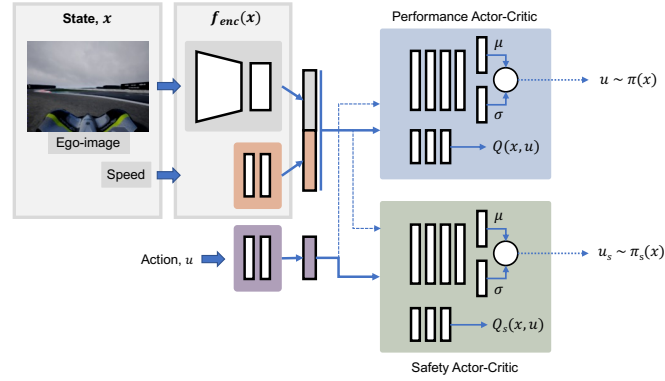 State, x
f_enc(x)
Performance Actor-Critic
Ego-image
Speed
Action, u
μ
σ
u ~ π(x)
Q(x, u)
μ
σ
u_s ~ π_s(x)
Q_s(x, u)
Safety Actor-Critic